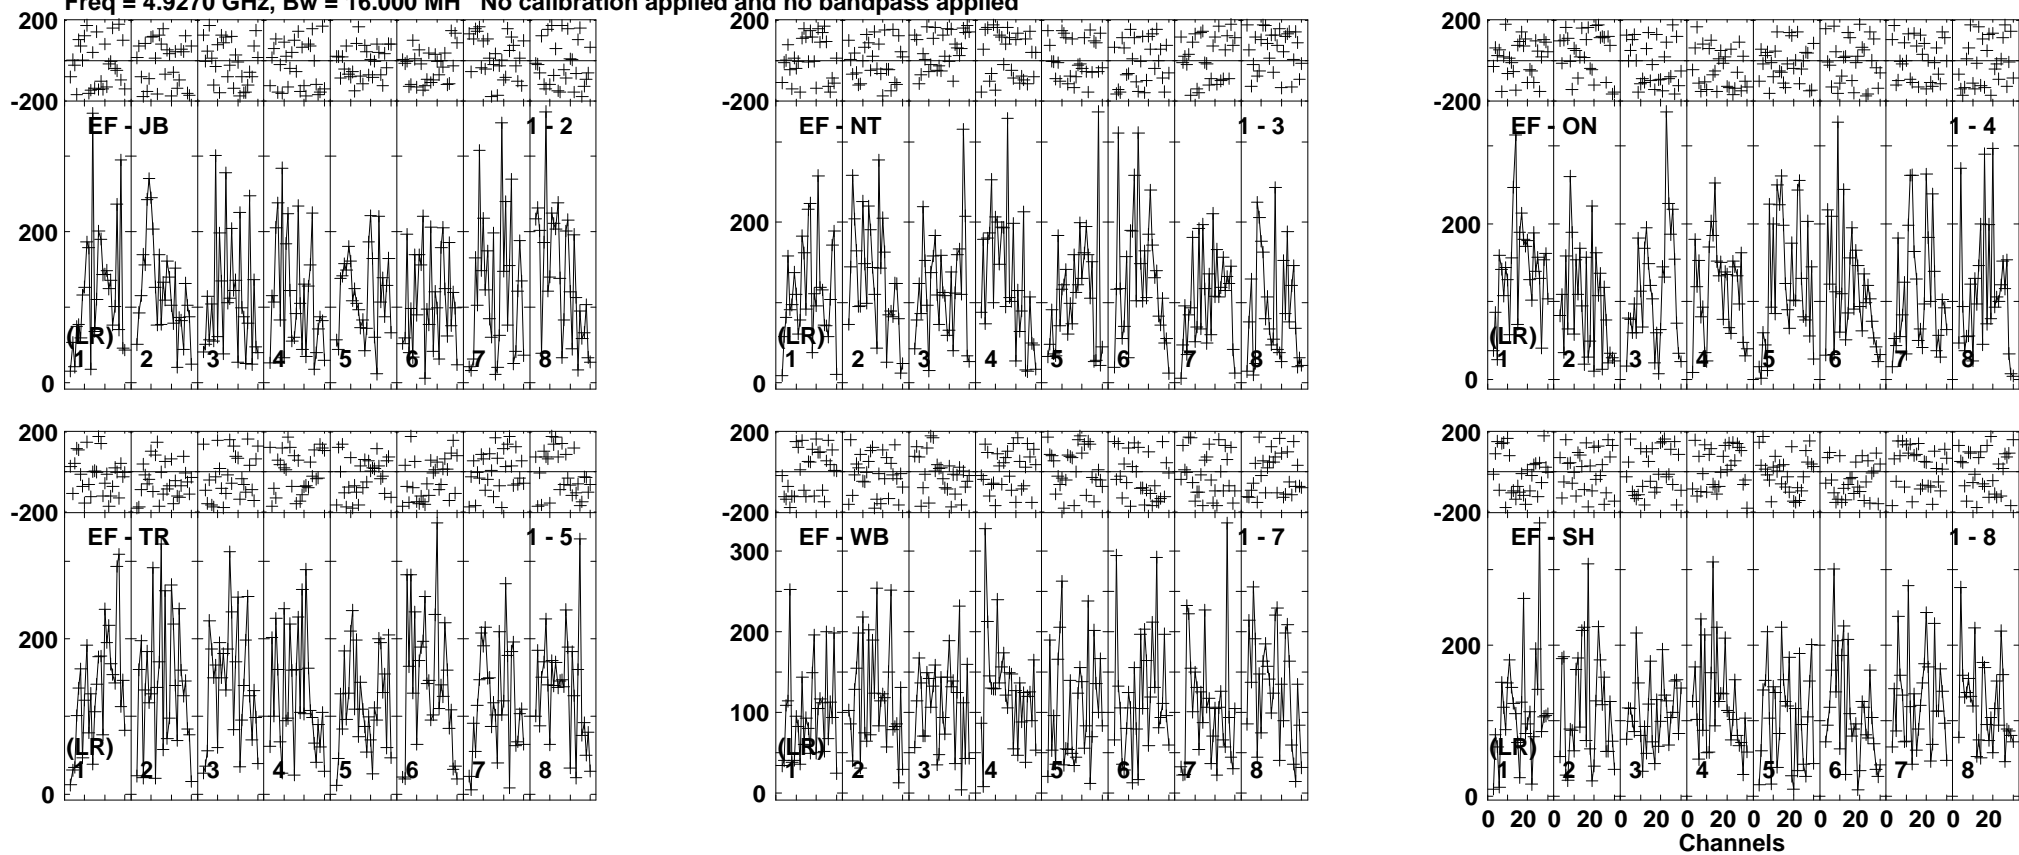 Freq = 4.9270 GHz, Bw = 16.000 MH No calibration applied and no bandpass applied
200 200 200
-200 -200 -200
EF - JB 1 - 2 EF - NT 1 - 3 EF - ON 1 - 4
200 200 200
(LR) (LR) (LR)
1 2 3 4 5 6 7 8 1 2 3 4 5 6 7 8 1 2 3 4 5 6 7 8
0 0 0
200 200 200
-200 -200 -200
EF - TR 1 - 5 EF - WB 1 - 7 EF - SH 1 - 8
300
200 200 200
100
(LR) (LR) (LR)
1 2 3 4 5 6 7 8 1 2 3 4 5 6 7 8 1 2 3 4 5 6 7 8
0 0 0
0 20 0 20 0 20 0 20 0 20 0 20 0 20 0 20
Channels